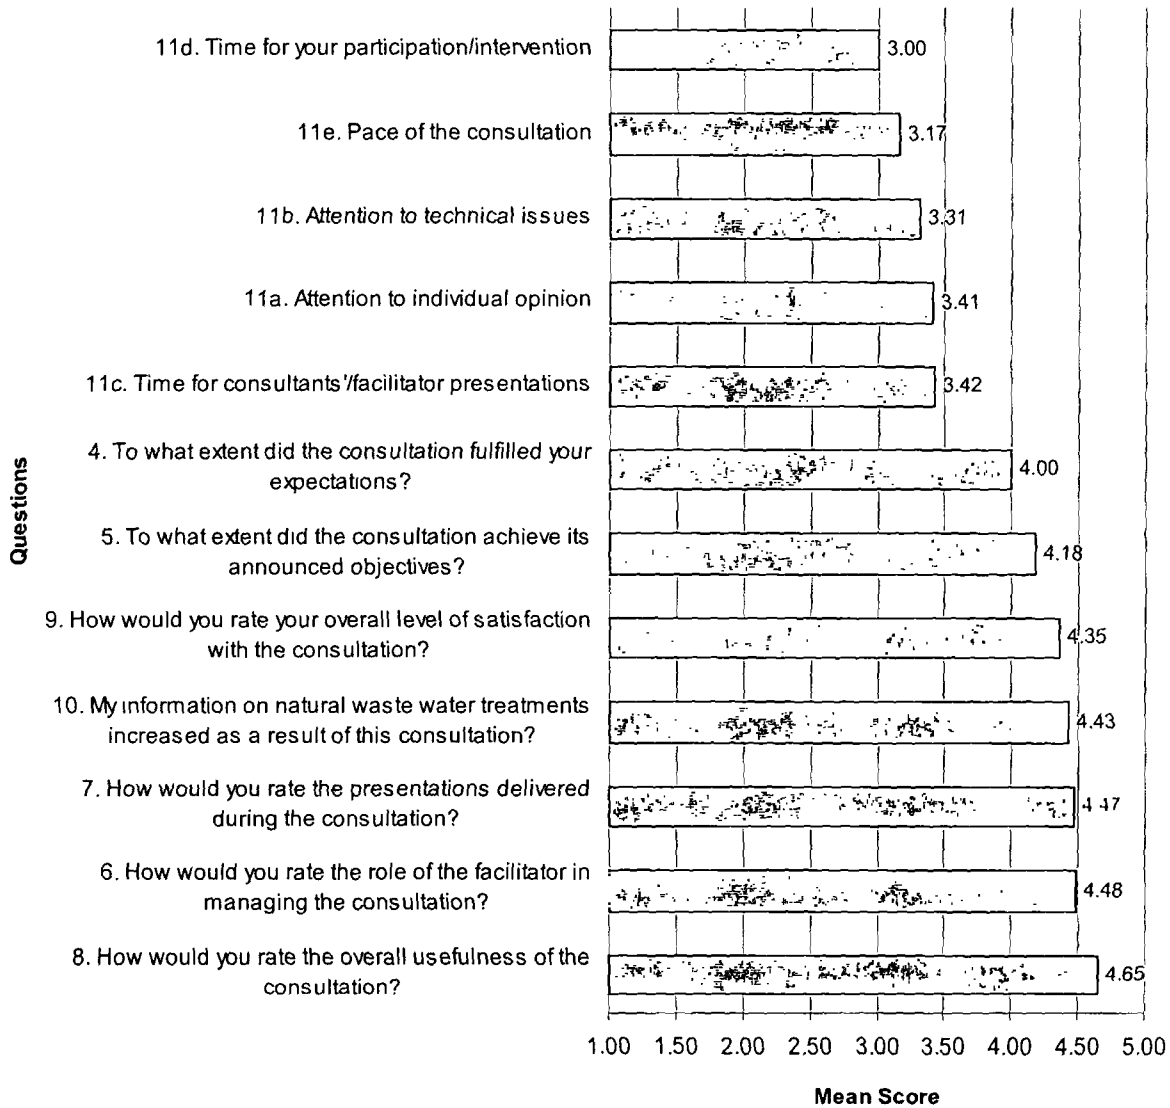 11d. Time for your participation/intervention
3.00
11e. Pace of the consultation
3.17
11b. Attention to technical issues
3.31
11a. Attention to individual opinion
3.41
11c. Time for consultants'/facilitator presentations
3.42
4. To what extent did the consultation fulfilled your
expectations?
4.00
5. To what extent did the consultation achieve its
announced objectives?
4.18
9. How would you rate your overall level of satisfaction
with the consultation?
4.35
10. My information on natural waste water treatments
increased as a result of this consultation?
4.43
7. How would you rate the presentations delivered
during the consultation?
4.47
6. How would you rate the role of the facilitator in
managing the consultation?
4.48
8. How would you rate the overall usefulness of the
consultation?
4.65
Questions
1.00 1.50 2.00 2.50 3.00 3.50 4.00 4.50 5.00
Mean Score